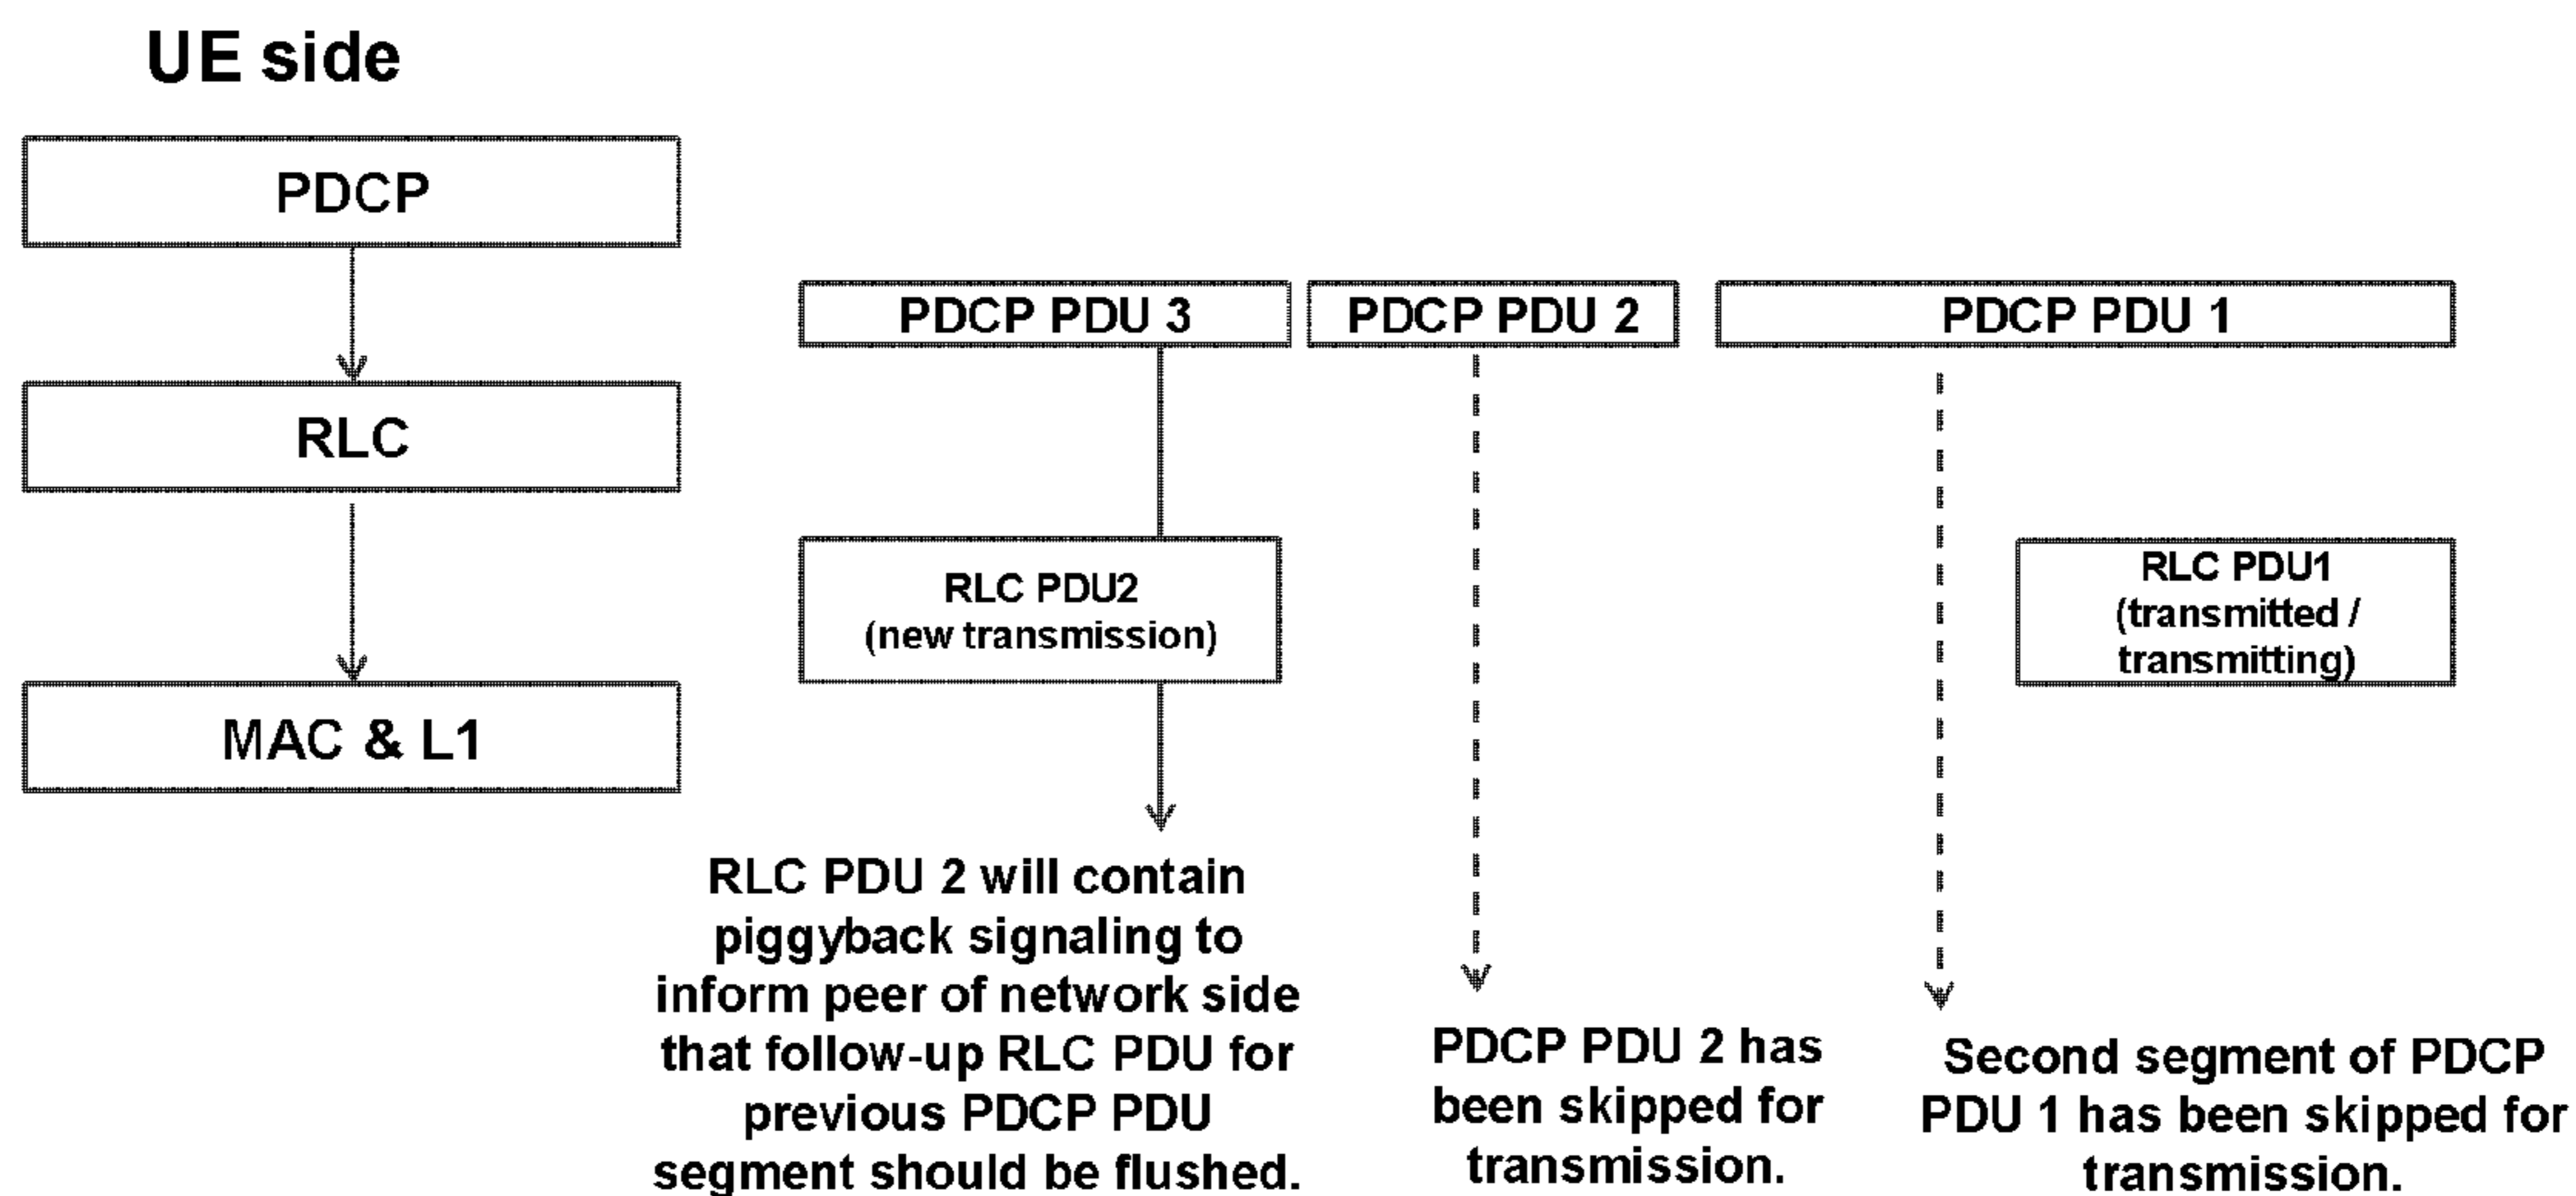 UE side
PDCP
RLC
MAC & L1
PDCP PDU 3
PDCP PDU 2
PDCP PDU 1
RLC PDU2
(new transmission)
RLC PDU1
(transmitted /
transmitting)
RLC PDU 2 will contain
piggyback signaling to
inform peer of network side
that follow-up RLC PDU for
previous PDCP PDU
segment should be flushed.
PDCP PDU 2 has
been skipped for
transmission.
Second segment of PDCP
PDU 1 has been skipped for
transmission.